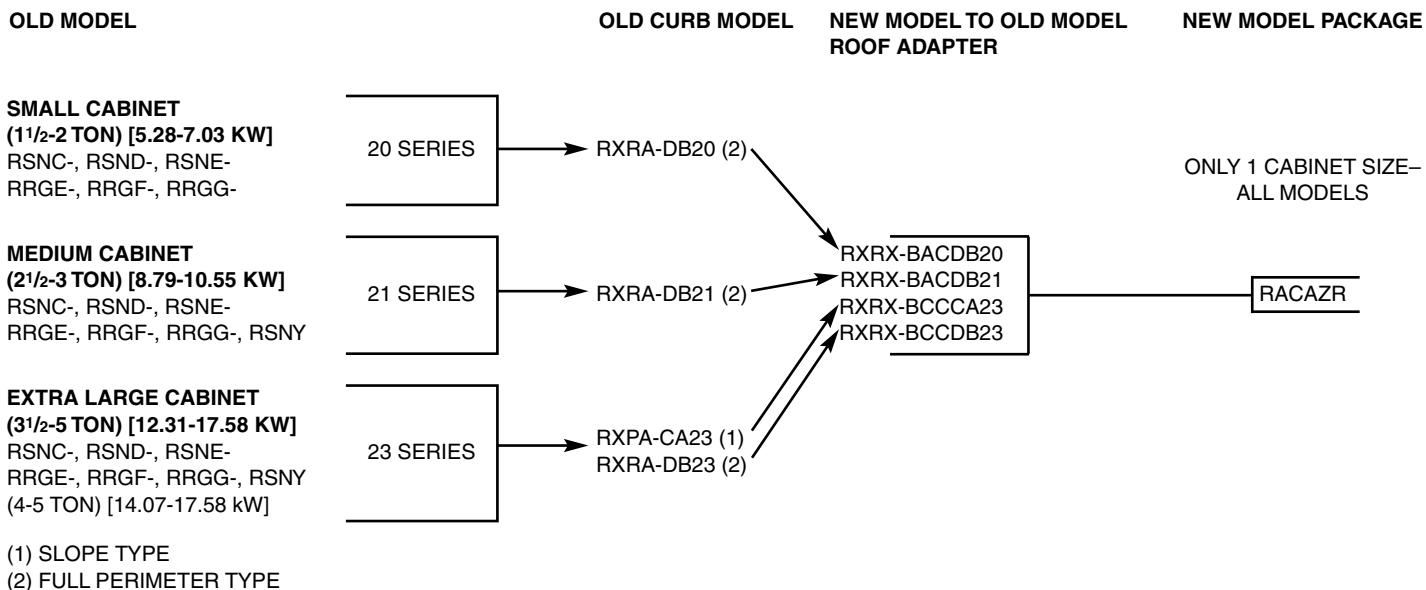 OLD MODEL
OLD CURB MODEL
NEW MODEL TO OLD MODEL
ROOF ADAPTER
NEW MODEL PACKAGE
SMALL CABINET
(1 1/2-2 TON) [5.28-7.03 KW]
RSNC-, RSND-, RSNE-
RRGE-, RRGF-, RRGG-
20 SERIES
RXRA-DB20 (2)
ONLY 1 CABINET SIZE–
ALL MODELS
MEDIUM CABINET
(2 1/2-3 TON) [8.79-10.55 KW]
RSNC-, RSND-, RSNE-
RRGE-, RRGF-, RRGG-, RSNY
21 SERIES
RXRA-DB21 (2)
RXRX-BACDB20
RXRX-BACDB21
RXRX-BCCCA23
RXRX-BCCDB23
RACAZR
EXTRA LARGE CABINET
(3 1/2-5 TON) [12.31-17.58 KW]
RSNC-, RSND-, RSNE-
RRGE-, RRGF-, RRGG-, RSNY
(4-5 TON) [14.07-17.58 kW]
23 SERIES
RXPA-CA23 (1)
RXRA-DB23 (2)
(1) SLOPE TYPE
(2) FULL PERIMETER TYPE